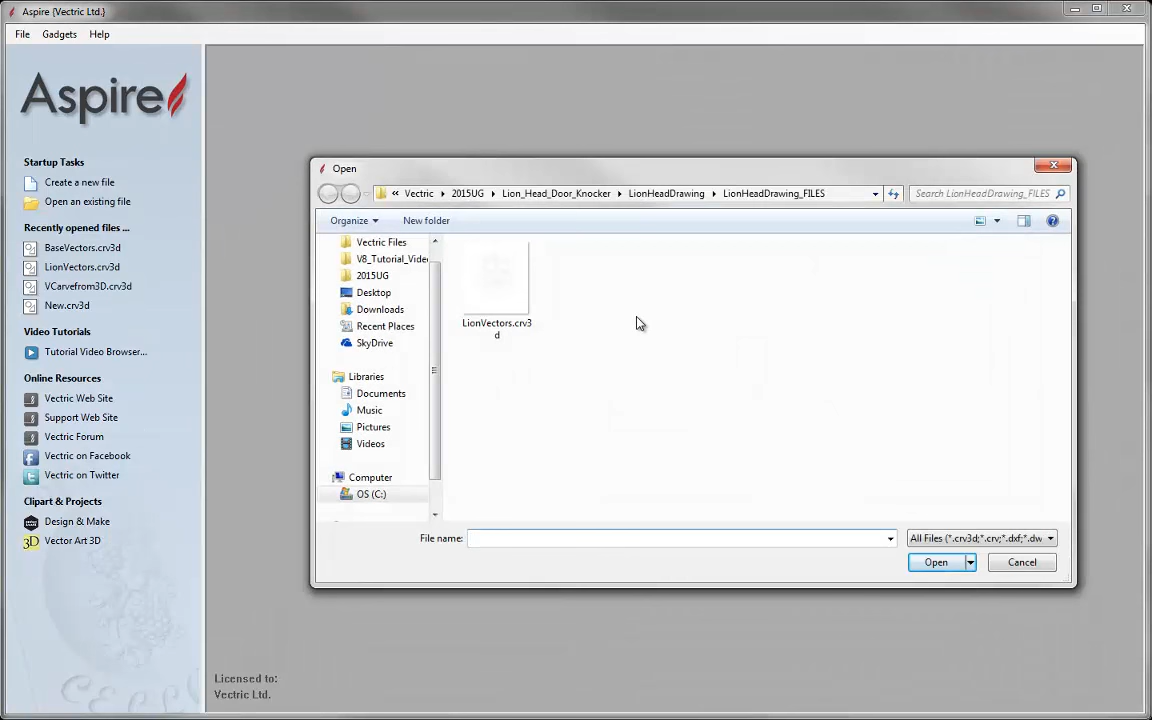 Aspire {Vectric Ltd.}
File Gadgets Help
Aspire
Startup Tasks
Create a new file
Open an existing file
Recently opened files ...
BaseVectors.crv3d
LionVectors.crv3d
VCarvefrom3D.crv3d
New.crv3d
Video Tutorials
Tutorial Video Browser...
Online Resources
Vectric Web Site
Support Web Site
Vectric Forum
Vectric on Facebook
Vectric on Twitter
Clipart & Projects
Design & Make
3D Vector Art 3D
Licensed to:
Vectric Ltd.
Open
« Vectric 2015UG Lion_Head_Door_Knocker LionHeadDrawing LionHeadDrawing_FILES
Search LionHeadDrawing_FILES
Organize New folder
Vectric Files
V8_Tutorial_Vide
2015UG
Desktop
Downloads
Recent Places
SkyDrive
Libraries
Documents
Music
Pictures
Videos
Computer
OS (C:)
LionVectors.crv3
d
File name:
All Files (*.crv3d;*.crv;*.dxf;*.dw
Open Cancel